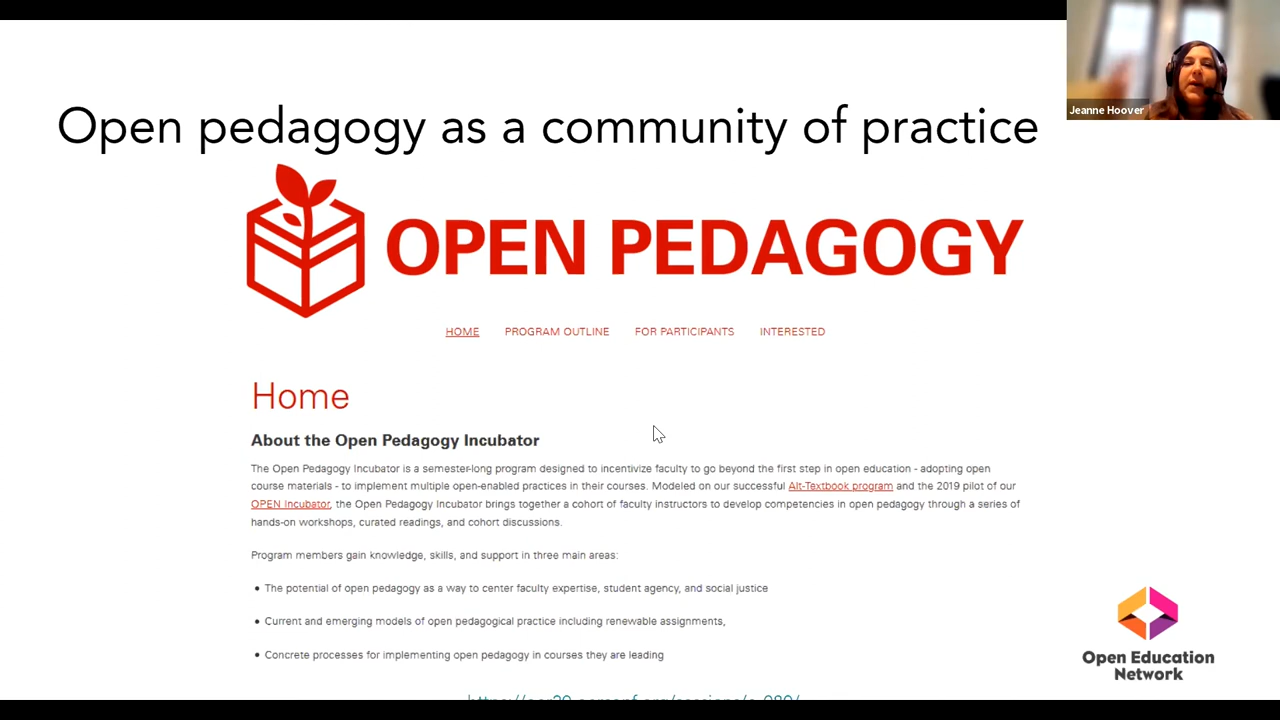 Jeanne Hoover
Open pedagogy as a community of practice
OPEN PEDAGOGY
HOME PROGRAM OUTLINE FOR PARTICIPANTS INTERESTED
Home
About the Open Pedagogy Incubator
The Open Pedagogy Incubator is a semester-long program designed to incentivize faculty to go beyond the first step in open education - adopting open
course materials - to implement multiple open-enabled practices in their courses. Modeled on our successful Alt-Textbook program and the 2019 pilot of our
OPEN Incubator, the Open Pedagogy Incubator brings together a cohort of faculty instructors to develop competencies in open pedagogy through a series of
hands-on workshops, curated readings, and cohort discussions.
Program members gain knowledge, skills, and support in three main areas:
• The potential of open pedagogy as a way to center faculty expertise, student agency, and social justice
• Current and emerging models of open pedagogical practice including renewable assignments,
• Concrete processes for implementing open pedagogy in courses they are leading
Open Education
Network